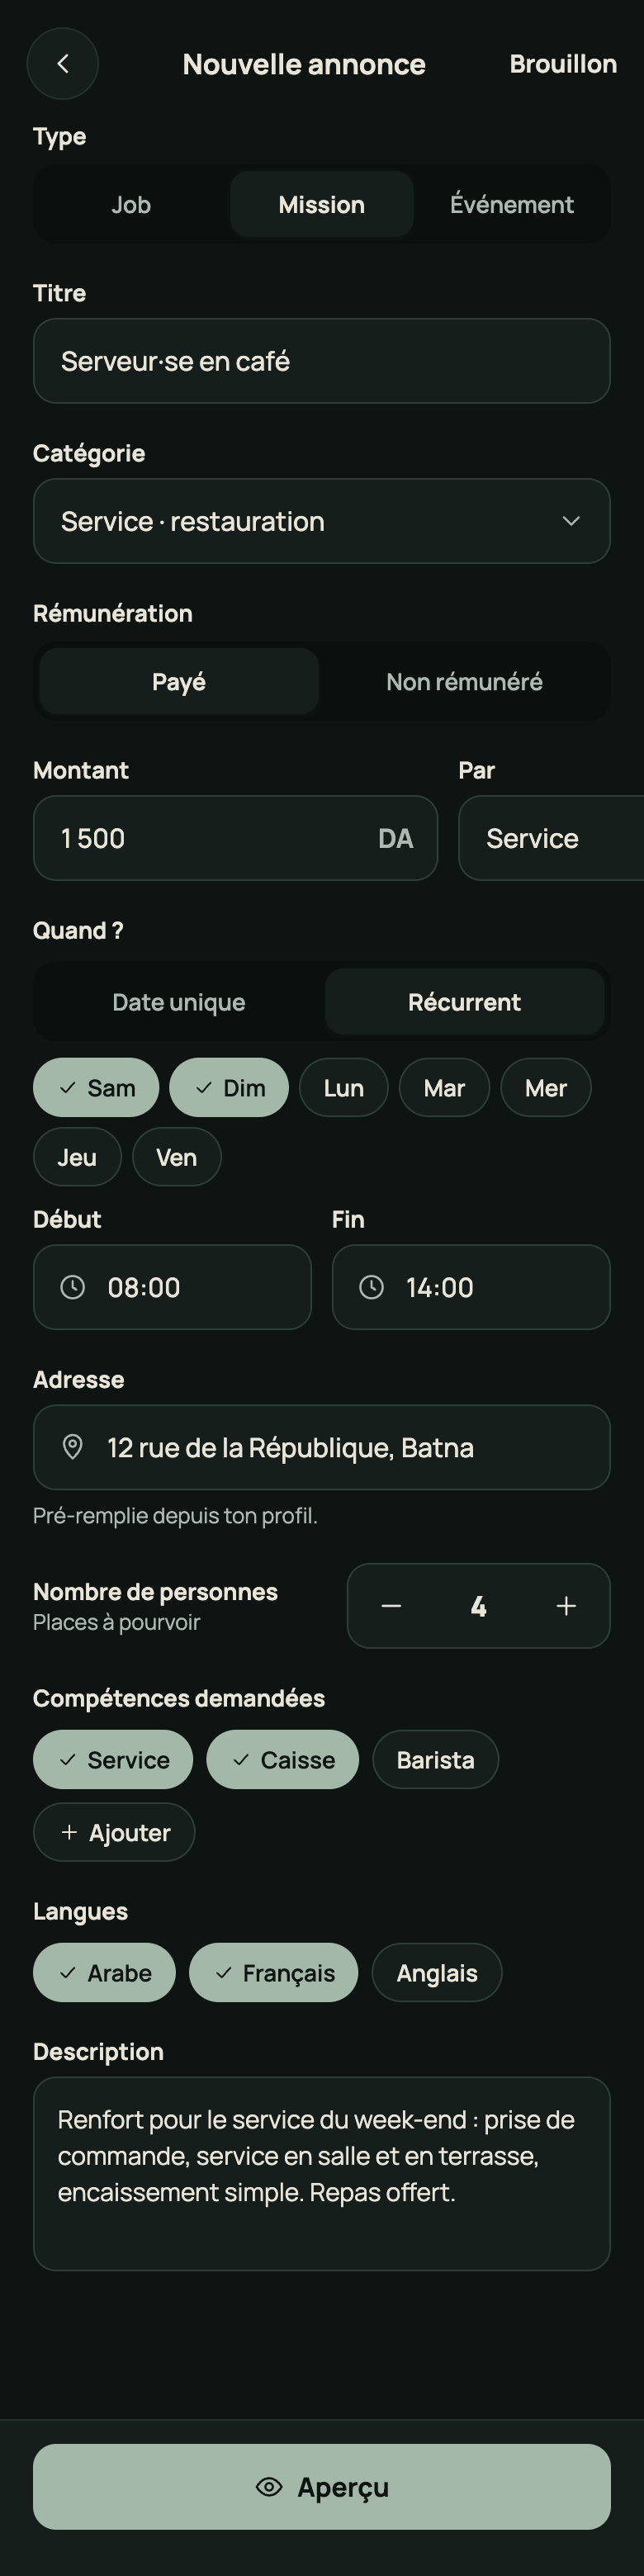 Nouvelle annonce
Brouillon
Type
Job
Mission
Événement
Titre
Serveur·se en café
Catégorie
Service · restauration
Rémunération
Payé
Non rémunéré
Montant
Par
1 500
DA
Service
Quand ?
Date unique
Récurrent
Sam
Dim
Lun
Mar
Mer
Jeu
Ven
Début
Fin
08:00
14:00
Adresse
12 rue de la République, Batna
Pré-remplie depuis ton profil.
Nombre de personnes
Places à pourvoir
4
Compétences demandées
Service
Caisse
Barista
Ajouter
Langues
Arabe
Français
Anglais
Description
Renfort pour le service du week-end : prise de
commande, service en salle et en terrasse,
encaissement simple. Repas offert.
Aperçu